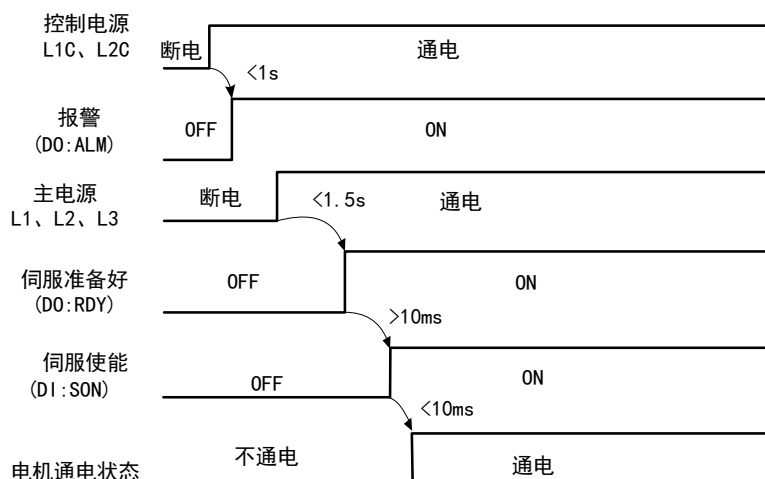 控制电源
L1C、L2C
断电
通电
<1s
报警
(DO:ALM)
OFF
ON
主电源
L1、L2、L3
断电
<1.5s
通电
伺服准备好
(DO:RDY)
OFF
ON
>10ms
伺服使能
(DI:SON)
OFF
ON
<10ms
电机通电状态
不通电
通电